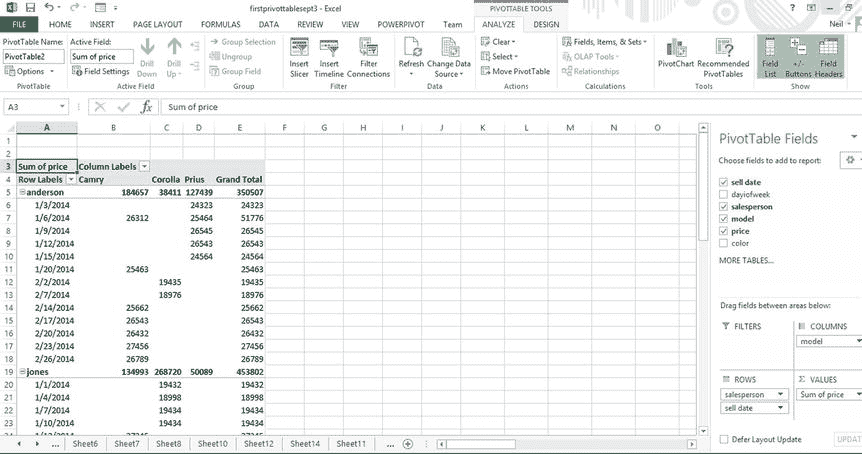 firstprivottablesept3 - Excel
PIVOTTABLE TOOLS
FILE HOME INSERT PAGE LAYOUT FORMULAS DATA REVIEW VIEW POWERPIVOT Team ANALYZE DESIGN Neil
PivotTable Name:
PivotTable2
Options
PivotTable
Active Field:
Sum of price
Field Settings
Drill Down
Drill Up
Active Field
Group Selection
Ungroup
Group Field
Group
Insert Slicer
Insert Timeline
Filter Connections
Filter
Refresh
Change Data Source
Data
Clear
Select
Move PivotTable
Actions
Fields, Items, & Sets
OLAP Tools
Relationships
Calculations
PivotChart
Recommended PivotTables
Tools
Field List
+/- Buttons
Field Headers
Show
A3 fx Sum of price
A B C D E F G H I J K L M N O
1
2
3 Sum of price Column Labels
4 Row Labels Camry Corolla Prius Grand Total
5 anderson 184657 38411 127439 350507
6 1/3/2014 24323 24323
7 1/6/2014 26312 25464 51776
8 1/9/2014 26545 26545
9 1/12/2014 26543 26543
10 1/15/2014 24564 24564
11 1/20/2014 25463 25463
12 2/2/2014 19435 19435
13 2/7/2014 18976 18976
14 2/14/2014 25662 25662
15 2/17/2014 26543 26543
16 2/20/2014 26432 26432
17 2/23/2014 27456 27456
18 2/26/2014 26789 26789
19 jones 134993 268720 50089 453802
20 1/1/2014 19432 19432
21 1/4/2014 18998 18998
22 1/7/2014 19434 19434
23 1/10/2014 19434 19434
... Sheet6 Sheet7 Sheet8 Sheet10 Sheet12 Sheet14 Sheet11 ...
PivotTable Fields
Choose fields to add to report:
sell date
dayiofweek
salesperson
model
price
color
MORE TABLES...
Drag fields between areas below:
FILTERS
COLUMNS
model
ROWS
salesperson
sell date
Σ VALUES
Sum of price
Defer Layout Update
UPDAT